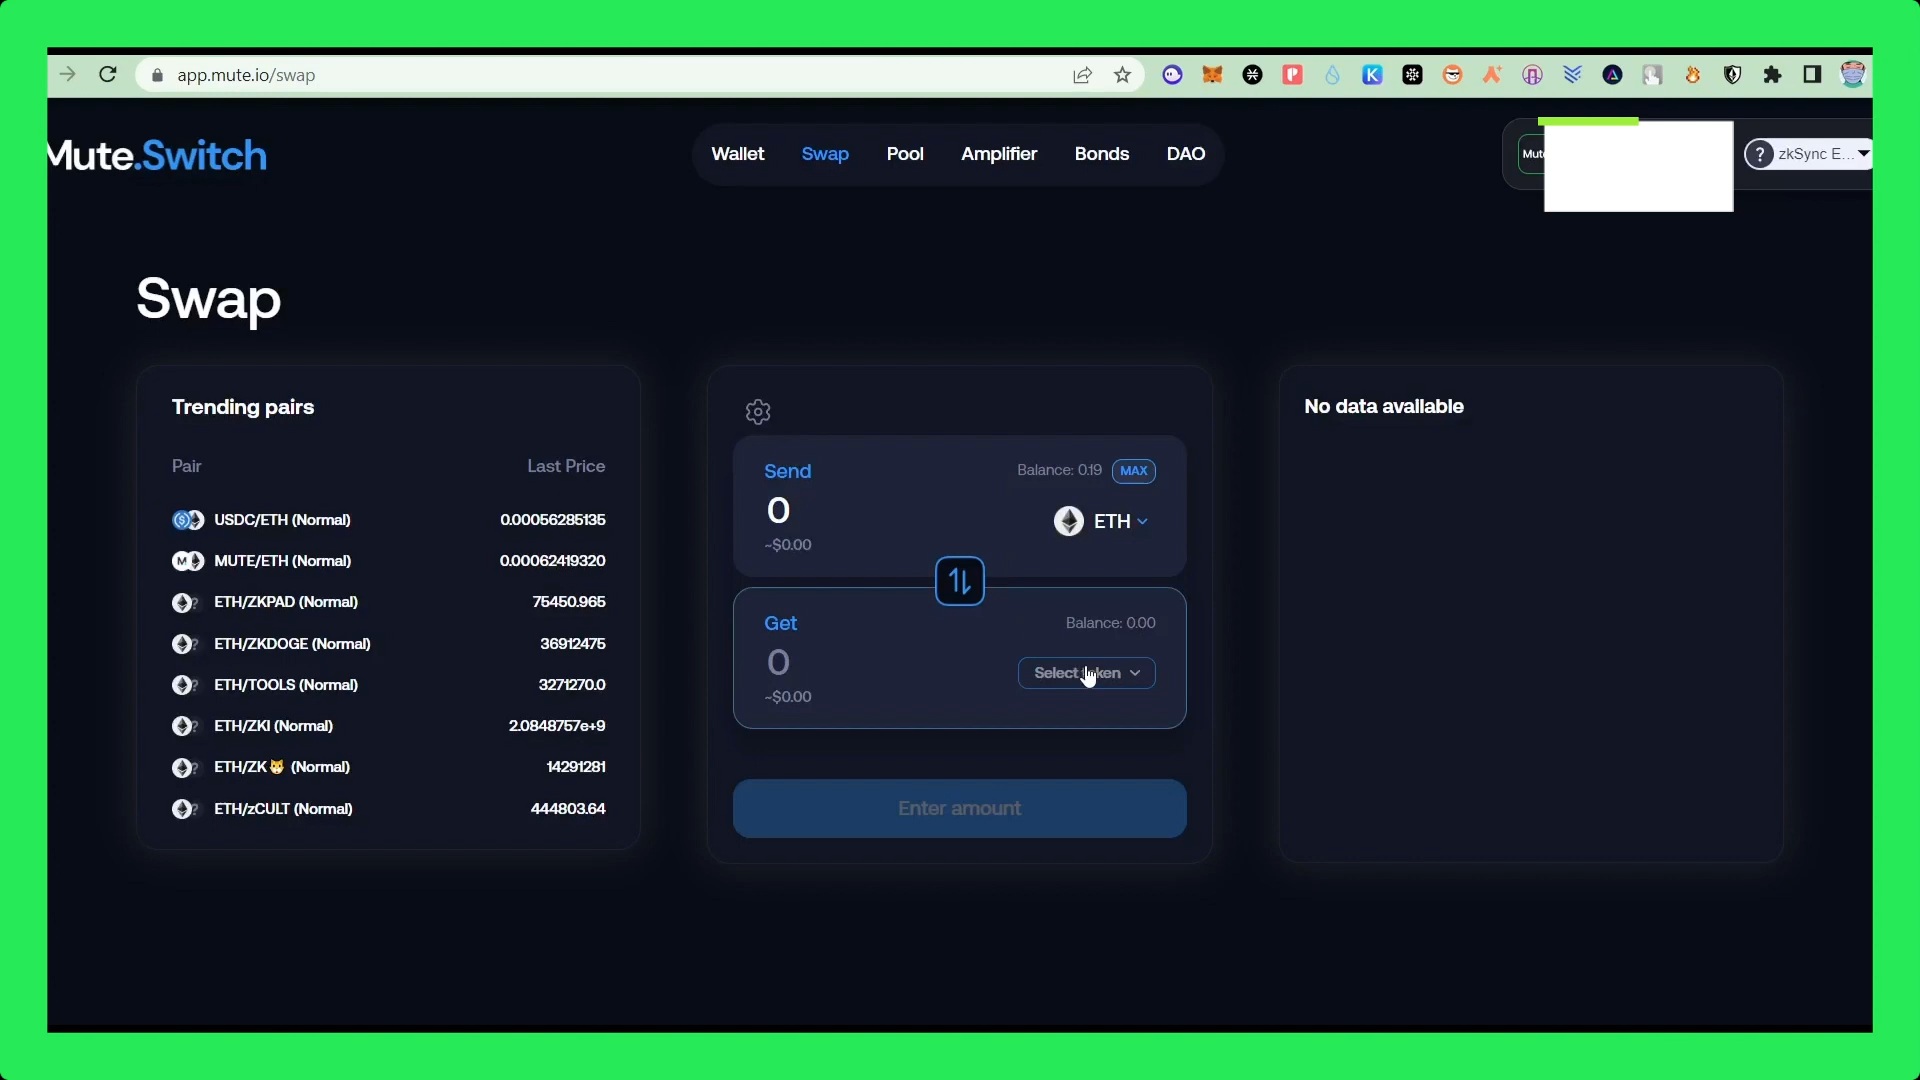 app.mute.io/swap
Mute.Switch
Wallet
Swap
Pool
Amplifier
Bonds
DAO
? zkSync E...
Swap
Trending pairs
Pair Last Price
USDC/ETH (Normal) 0.00056285135
MUTE/ETH (Normal) 0.00062419320
ETH/ZKPAD (Normal) 75450.965
ETH/ZKDOGE (Normal) 36912475
ETH/TOOLS (Normal) 3271270.0
ETH/ZKI (Normal) 2.0848757e+9
ETH/ZK🐱 (Normal) 14291281
ETH/zCULT (Normal) 444803.64
Send Balance: 0.19 MAX
0
ETH
~$0.00
Get Balance: 0.00
0
Select token
~$0.00
Enter amount
No data available